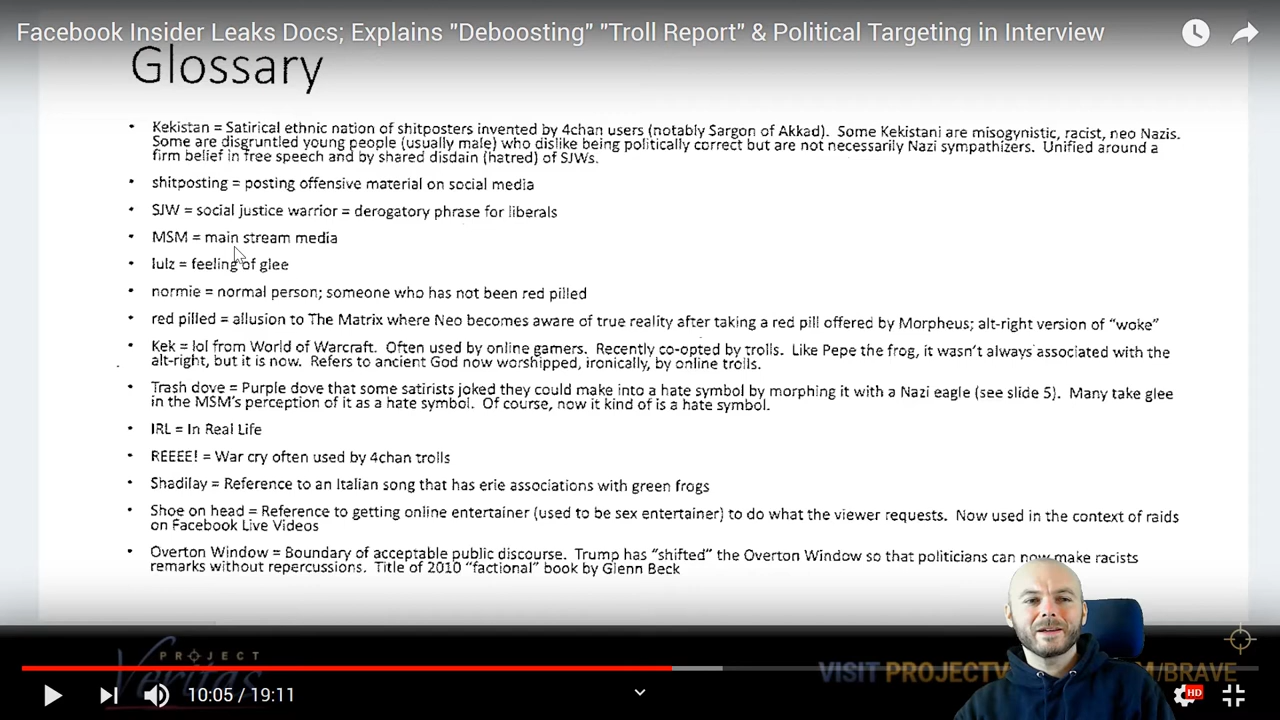 Facebook Insider Leaks Docs; Explains "Deboosting" "Troll Report" & Political Targeting in Interview
Glossary
• Kekistan = Satirical ethnic nation of shitposters invented by 4chan users (notably Sargon of Akkad). Some Kekistani are misogynistic, racist, neo Nazis.
Some are disgruntled young people (usually male) who dislike being politically correct but are not necessarily Nazi sympathizers. Unified around a
firm belief in free speech and by shared disdain (hatred) of SJWs.
• shitposting = posting offensive material on social media
• SJW = social justice warrior = derogatory phrase for liberals
• MSM = main stream media
• lulz = feeling of glee
• normie = normal person; someone who has not been red pilled
• red pilled = allusion to The Matrix where Neo becomes aware of true reality after taking a red pill offered by Morpheus; alt-right version of "woke"
• Kek = lol from World of Warcraft. Often used by online gamers. Recently co-opted by trolls. Like Pepe the frog, it wasn't always associated with the
alt-right, but it is now. Refers to ancient God now worshipped, ironically, by online trolls.
• Trash dove = Purple dove that some satirists joked they could make into a hate symbol by morphing it with a Nazi eagle (see slide 5). Many take glee
in the MSM's perception of it as a hate symbol. Of course, now it kind of is a hate symbol.
• IRL = In Real Life
• REEEE! = War cry often used by 4chan trolls
• Shadilay = Reference to an Italian song that has erie associations with green frogs
• Shoe on head = Reference to getting online entertainer (used to be sex entertainer) to do what the viewer requests. Now used in the context of raids
on Facebook Live Videos
• Overton Window = Boundary of acceptable public discourse. Trump has "shifted" the Overton Window so that politicians can now make racists
remarks without repercussions. Title of 2010 "factional" book by Glenn Beck
PROJECT
Veritas
VISIT PROJECTV M/BRAVE
10:05 / 19:11
HD